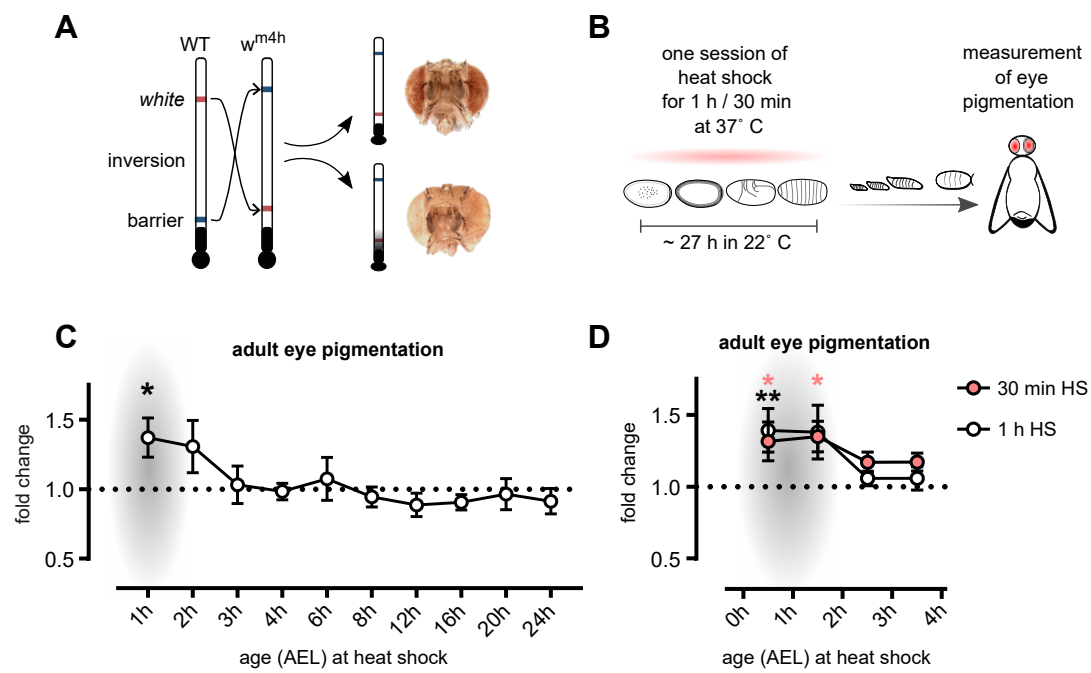 A
WT
w^m4h
white
inversion
barrier
B
one session of
heat shock
for 1 h / 30 min
at 37˚ C
~ 27 h in 22˚ C
measurement
of eye
pigmentation
C
adult eye pigmentation
*
fold change
1.5
1.0
0.5
1h
2h
3h
4h
6h
8h
12h
16h
20h
24h
age (AEL) at heat shock
D
adult eye pigmentation
* *
**
fold change
1.5
1.0
0.5
0h
1h
2h
3h
4h
age (AEL) at heat shock
30 min HS
1 h HS